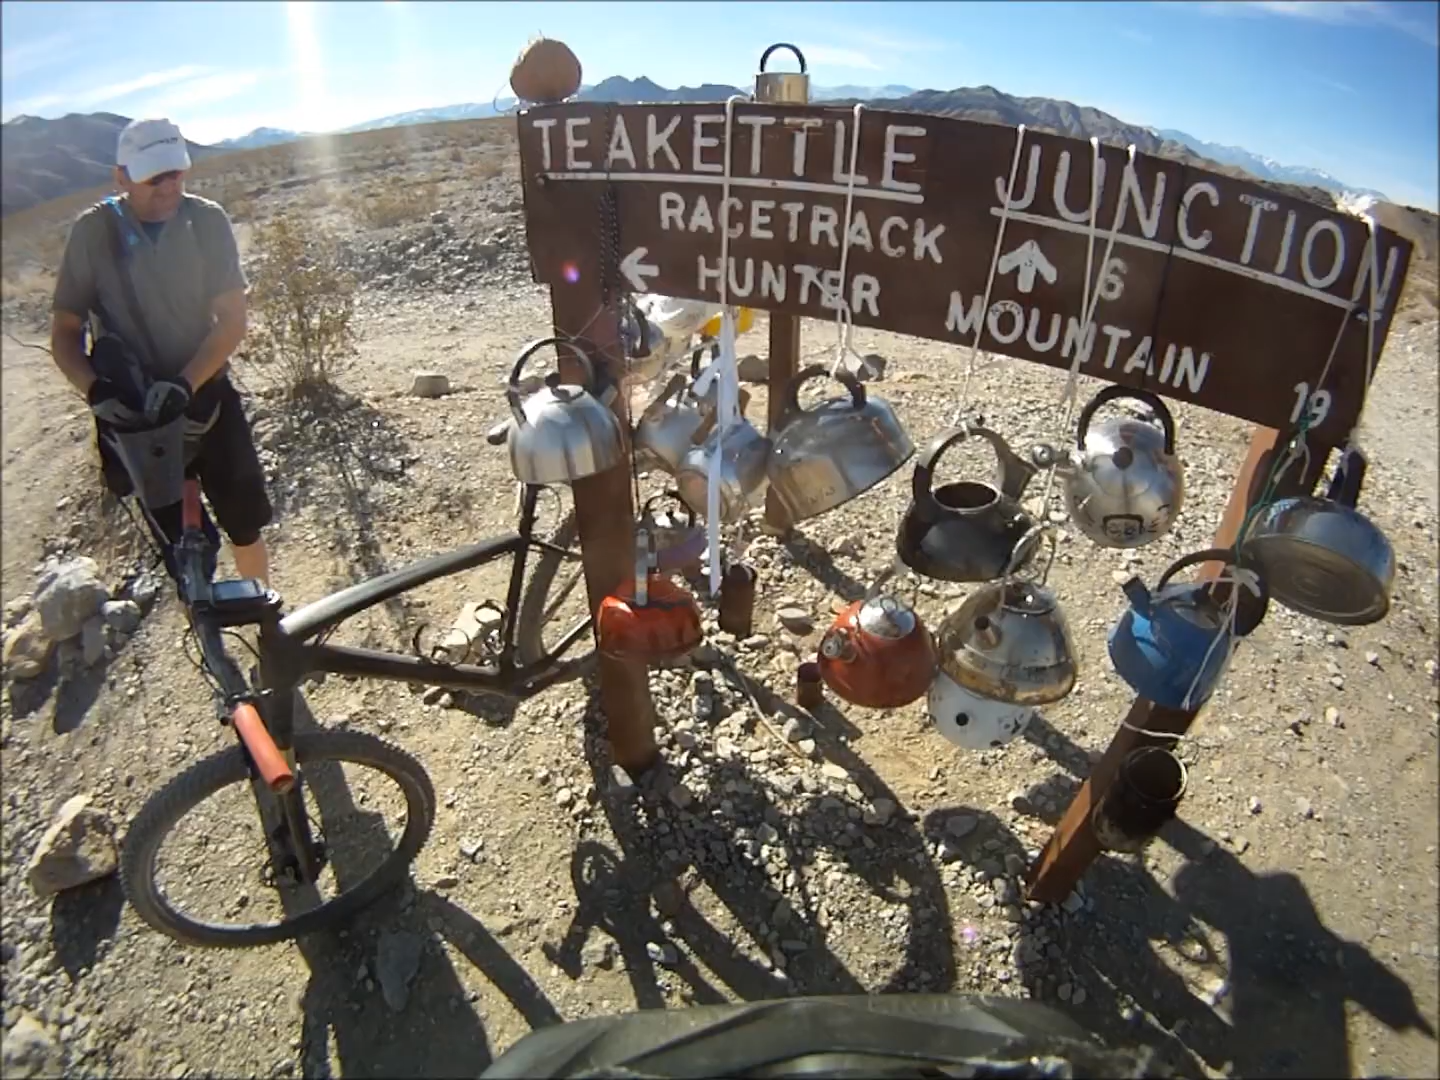 TEAKETTLE JUNCTION
RACETRACK ↑ 6
← HUNTER MOUNTAIN 19